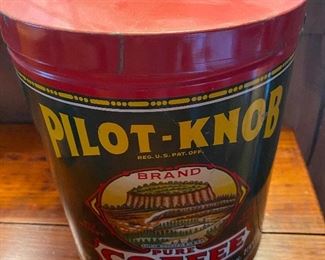 PILOT-KNOB
REG. U.S. PAT. OFF.
BRAND
PURE
COFFEE